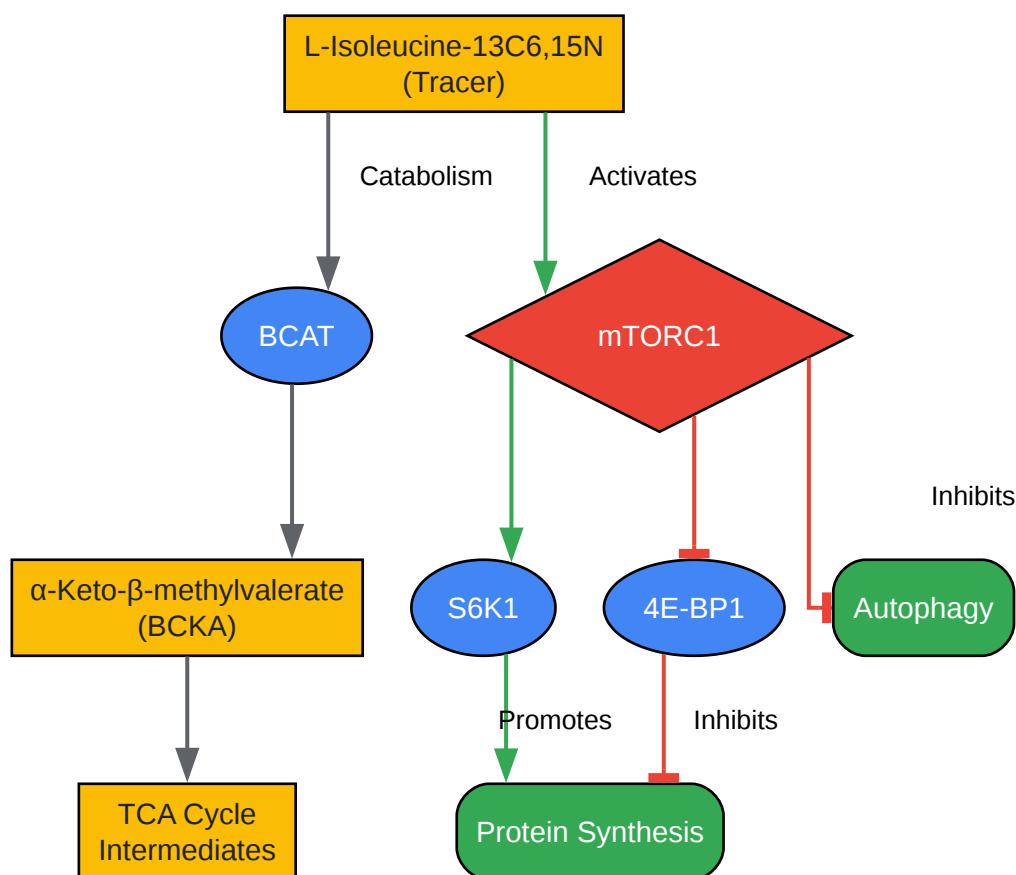 L-Isoleucine-13C6,15N
(Tracer)
Catabolism
Activates
BCAT
mTORC1
Inhibits
α-Keto-β-methylvalerate
(BCKA)
S6K1
4E-BP1
Autophagy
Promotes
Inhibits
TCA Cycle
Intermediates
Protein Synthesis